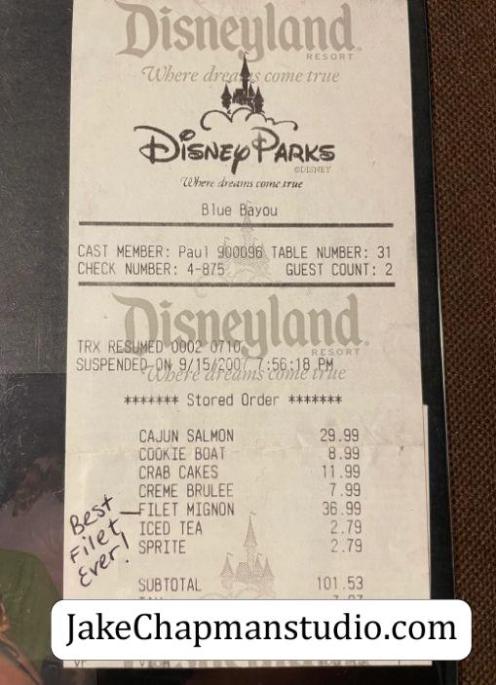 Disneyland
RESORT
Where dreams come true
DISNEY PARKS
©DISNEY
Where dreams come true
Blue Bayou
CAST MEMBER: Paul 900096 TABLE NUMBER: 31
CHECK NUMBER: 4-875 GUEST COUNT: 2
Disneyland.
RESORT
TRX RESUMED 0002 0710
SUSPENDED ON 9/15/2007 7:56:18 PM
Where dreams come true
******* Stored Order *******
CAJUN SALMON 29.99
COOKIE BOAT 8.99
CRAB CAKES 11.99
CREME BRULEE 7.99
FILET MIGNON 36.99
ICED TEA 2.79
SPRITE 2.79
Best
Filet
Ever!
SUBTOTAL 101.53
JakeChapmanstudio.com